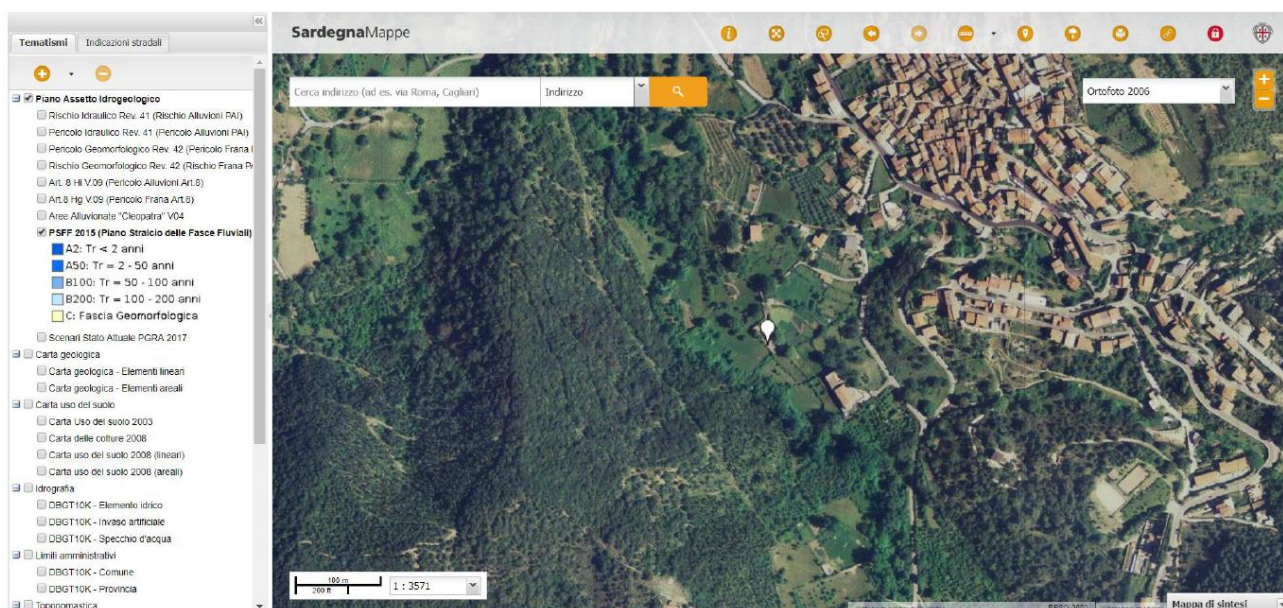 Tematismi
Indicazioni stradali
Piano Assetto Idrogeologico
Rischio Idraulico Rev. 41 (Rischio Alluvioni PAI)
Pericolo Idraulico Rev. 41 (Pericolo Alluvioni PAI)
Pericolo Geomorfologico Rev. 42 (Pericolo Frana
Rischio Geomorfologico Rev. 42 (Rischio Frana
Art. 8 Hi V.09 (Pericolo Alluvioni Art.8)
Art.8 Hg V.09 (Pericolo Frana Art.8)
Aree Alluvionate "Cleopatra" V04
PSFF 2015 (Piano Stralcio delle Fasce Fluviali)
A2: Tr < 2 anni
A50: Tr = 2 - 50 anni
B100: Tr = 50 - 100 anni
B200: Tr = 100 - 200 anni
C: Fascia Geomorfologica
Scenari Stato Attuale PGRA 2017
Carta geologica
Carta geologica - Elementi lineari
Carta geologica - Elementi areali
Carta uso del suolo
Carta Uso del suolo 2003
Carta delle colture 2008
Carta uso del suolo 2008 (lineari)
Carta uso del suolo 2008 (areali)
Idrografia
DBGT10K - Elemento idrico
DBGT10K - Invaso artificiale
DBGT10K - Specchio d'acqua
Limiti amministrativi
DBGT10K - Comune
DBGT10K - Provincia
Toponomastica
SardegnaMappe
Cerca indirizzo (ad es. via Roma, Cagliari)
Indirizzo
Ortofoto 2006
100 m
200 ft
1 : 3571
Mappa di sintesi